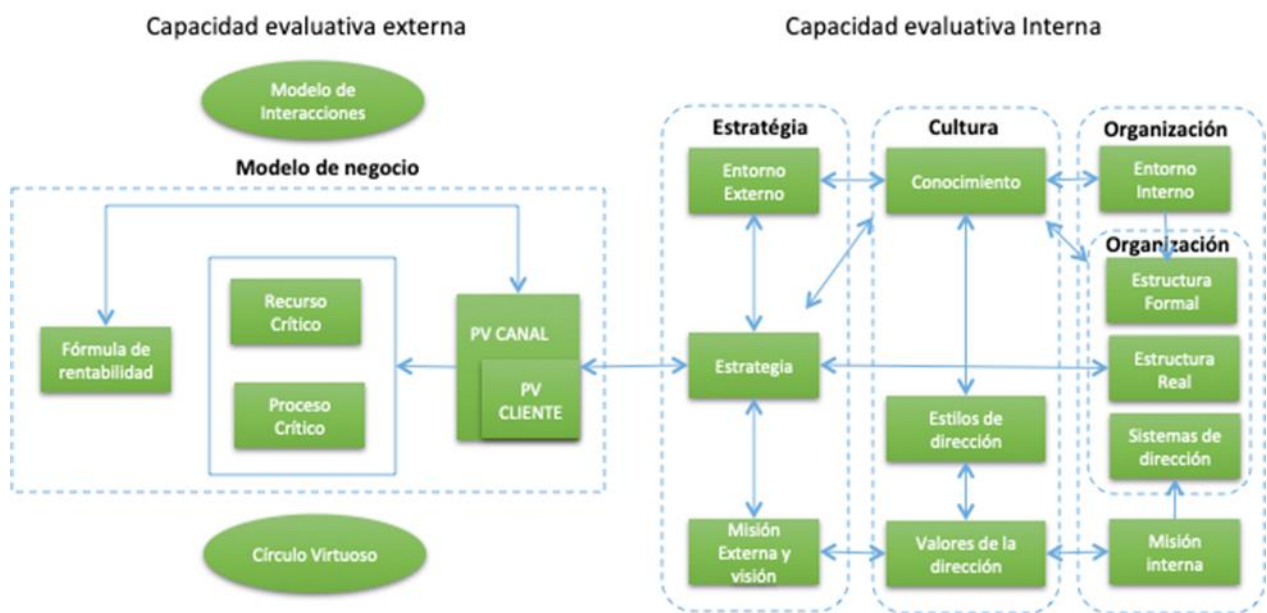 Capacidad evaluativa externa
Modelo de
Interacciones
Modelo de negocio
Fórmula de
rentabilidad
Recurso
Crítico
Proceso
Crítico
PV CANAL
PV
CLIENTE
Círculo Virtuoso
Capacidad evaluativa Interna
Estratégia
Entorno
Externo
Estrategia
Misión
Externa y
visión
Cultura
Conocimiento
Estilos de
dirección
Valores de la
dirección
Organización
Entorno
Interno
Organización
Estructura
Formal
Estructura
Real
Sistemas de
dirección
Misión
interna